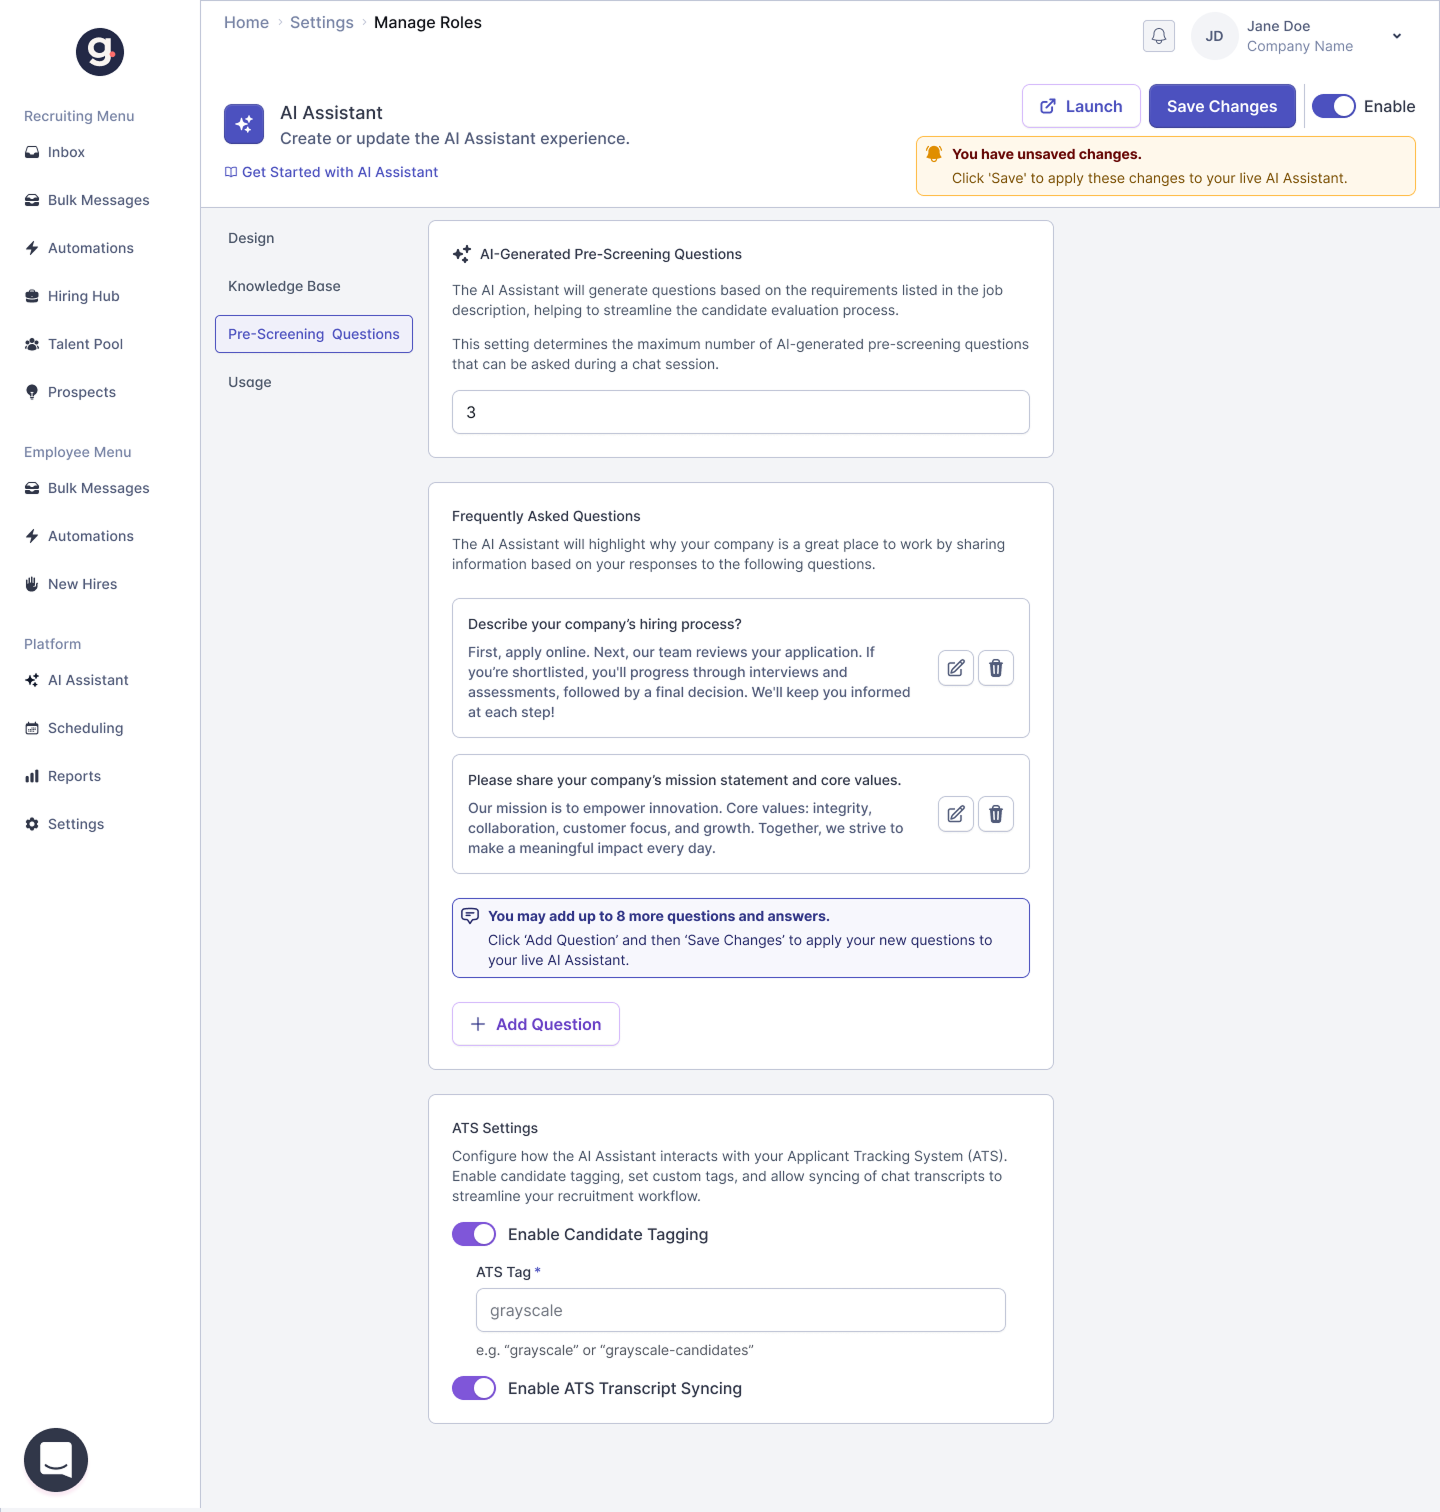 g.
Recruiting Menu
Inbox
Bulk Messages
Automations
Hiring Hub
Talent Pool
Prospects
Employee Menu
Bulk Messages
Automations
New Hires
Platform
AI Assistant
Scheduling
Reports
Settings
Home › Settings › Manage Roles
JD
Jane Doe
Company Name
AI Assistant
Create or update the AI Assistant experience.
Get Started with AI Assistant
Launch
Save Changes
Enable
You have unsaved changes.
Click 'Save' to apply these changes to your live AI Assistant.
Design
Knowledge Base
Pre-Screening Questions
Usage
AI-Generated Pre-Screening Questions
The AI Assistant will generate questions based on the requirements listed in the job
description, helping to streamline the candidate evaluation process.
This setting determines the maximum number of AI-generated pre-screening questions
that can be asked during a chat session.
3
Frequently Asked Questions
The AI Assistant will highlight why your company is a great place to work by sharing
information based on your responses to the following questions.
Describe your company’s hiring process?
First, apply online. Next, our team reviews your application. If
you’re shortlisted, you'll progress through interviews and
assessments, followed by a final decision. We'll keep you informed
at each step!
Please share your company’s mission statement and core values.
Our mission is to empower innovation. Core values: integrity,
collaboration, customer focus, and growth. Together, we strive to
make a meaningful impact every day.
You may add up to 8 more questions and answers.
Click ‘Add Question’ and then ‘Save Changes’ to apply your new questions to
your live AI Assistant.
Add Question
ATS Settings
Configure how the AI Assistant interacts with your Applicant Tracking System (ATS).
Enable candidate tagging, set custom tags, and allow syncing of chat transcripts to
streamline your recruitment workflow.
Enable Candidate Tagging
ATS Tag *
grayscale
e.g. “grayscale” or “grayscale-candidates”
Enable ATS Transcript Syncing